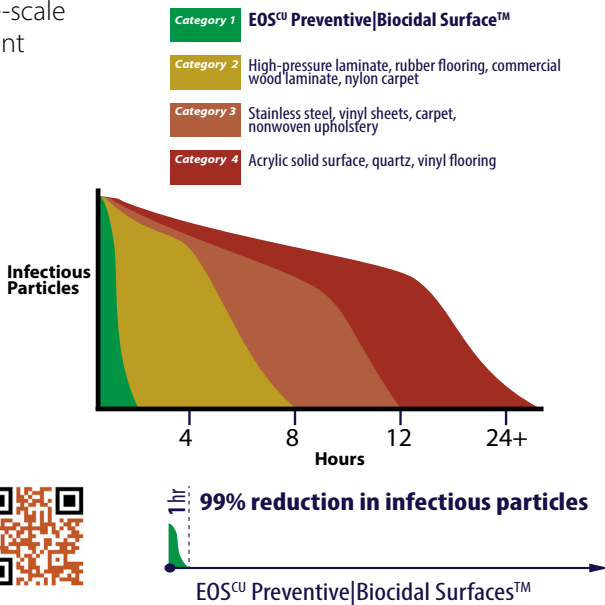 -scale
nt
Category 1 EOSᶜᵁ Preventive|Biocidal Surface™
Category 2 High-pressure laminate, rubber flooring, commercial
wood laminate, nylon carpet
Category 3 Stainless steel, vinyl sheets, carpet,
nonwoven upholstery
Category 4 Acrylic solid surface, quartz, vinyl flooring
Infectious
Particles
4 8 12 24+
Hours
1 hr
99% reduction in infectious particles
EOSᶜᵁ Preventive|Biocidal Surfaces™